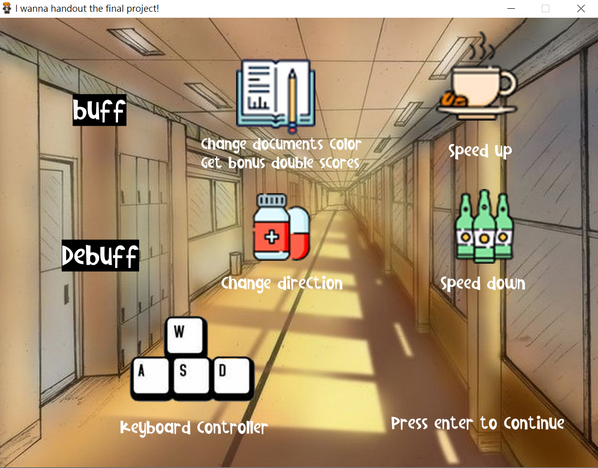 I wanna handout the final project!
buff
Change documents color
Get bonus double scores
Speed up
Debuff
Change direction
Speed down
W
A S D
Keyboard Controller
Press enter to Continue